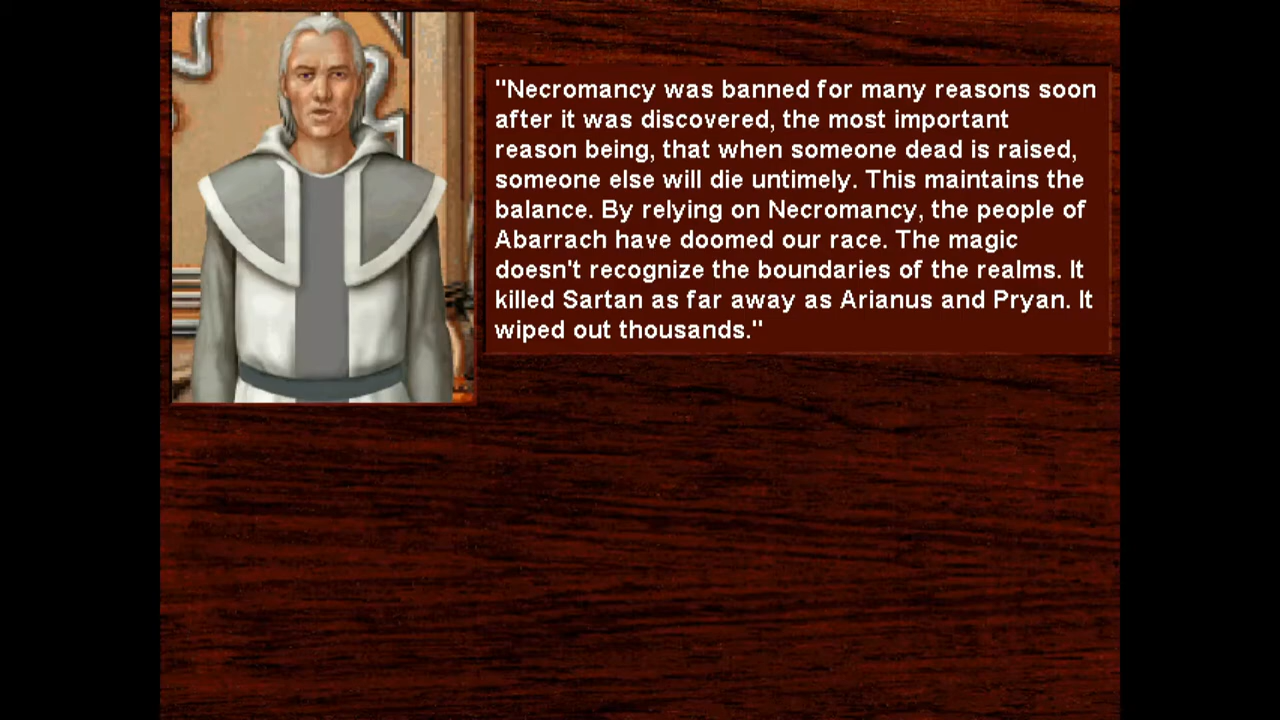 "Necromancy was banned for many reasons soon
after it was discovered, the most important
reason being, that when someone dead is raised,
someone else will die untimely. This maintains the
balance. By relying on Necromancy, the people of
Abarrach have doomed our race. The magic
doesn't recognize the boundaries of the realms. It
killed Sartan as far away as Arianus and Pryan. It
wiped out thousands."